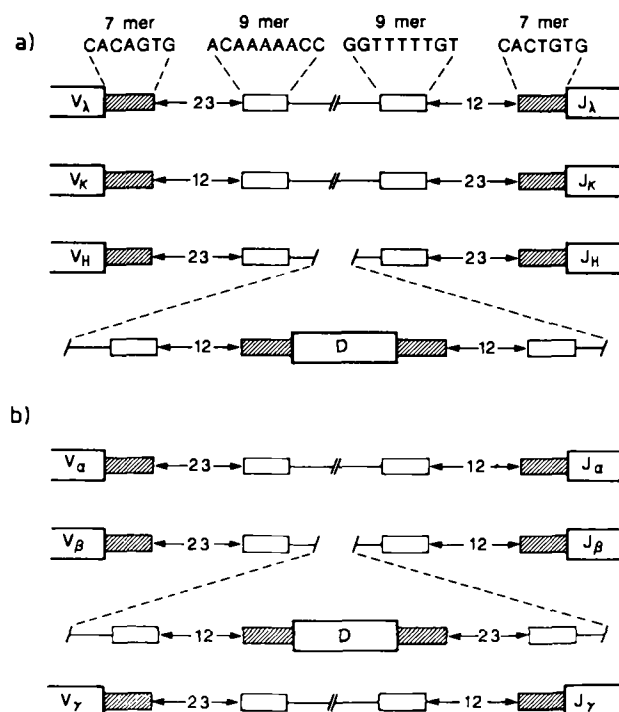 7 mer 9 mer 9 mer 7 mer
a) CACAGTG ACAAAAACC GGTTTTTGT CACTGTG
Vλ 23 12 Jλ
Vκ 12 23 Jκ
VH 23 23 JH
12 D 12
b)
Vα 23 12 Jα
Vβ 23 12 Jβ
12 D 23
Vγ 23 12 Jγ